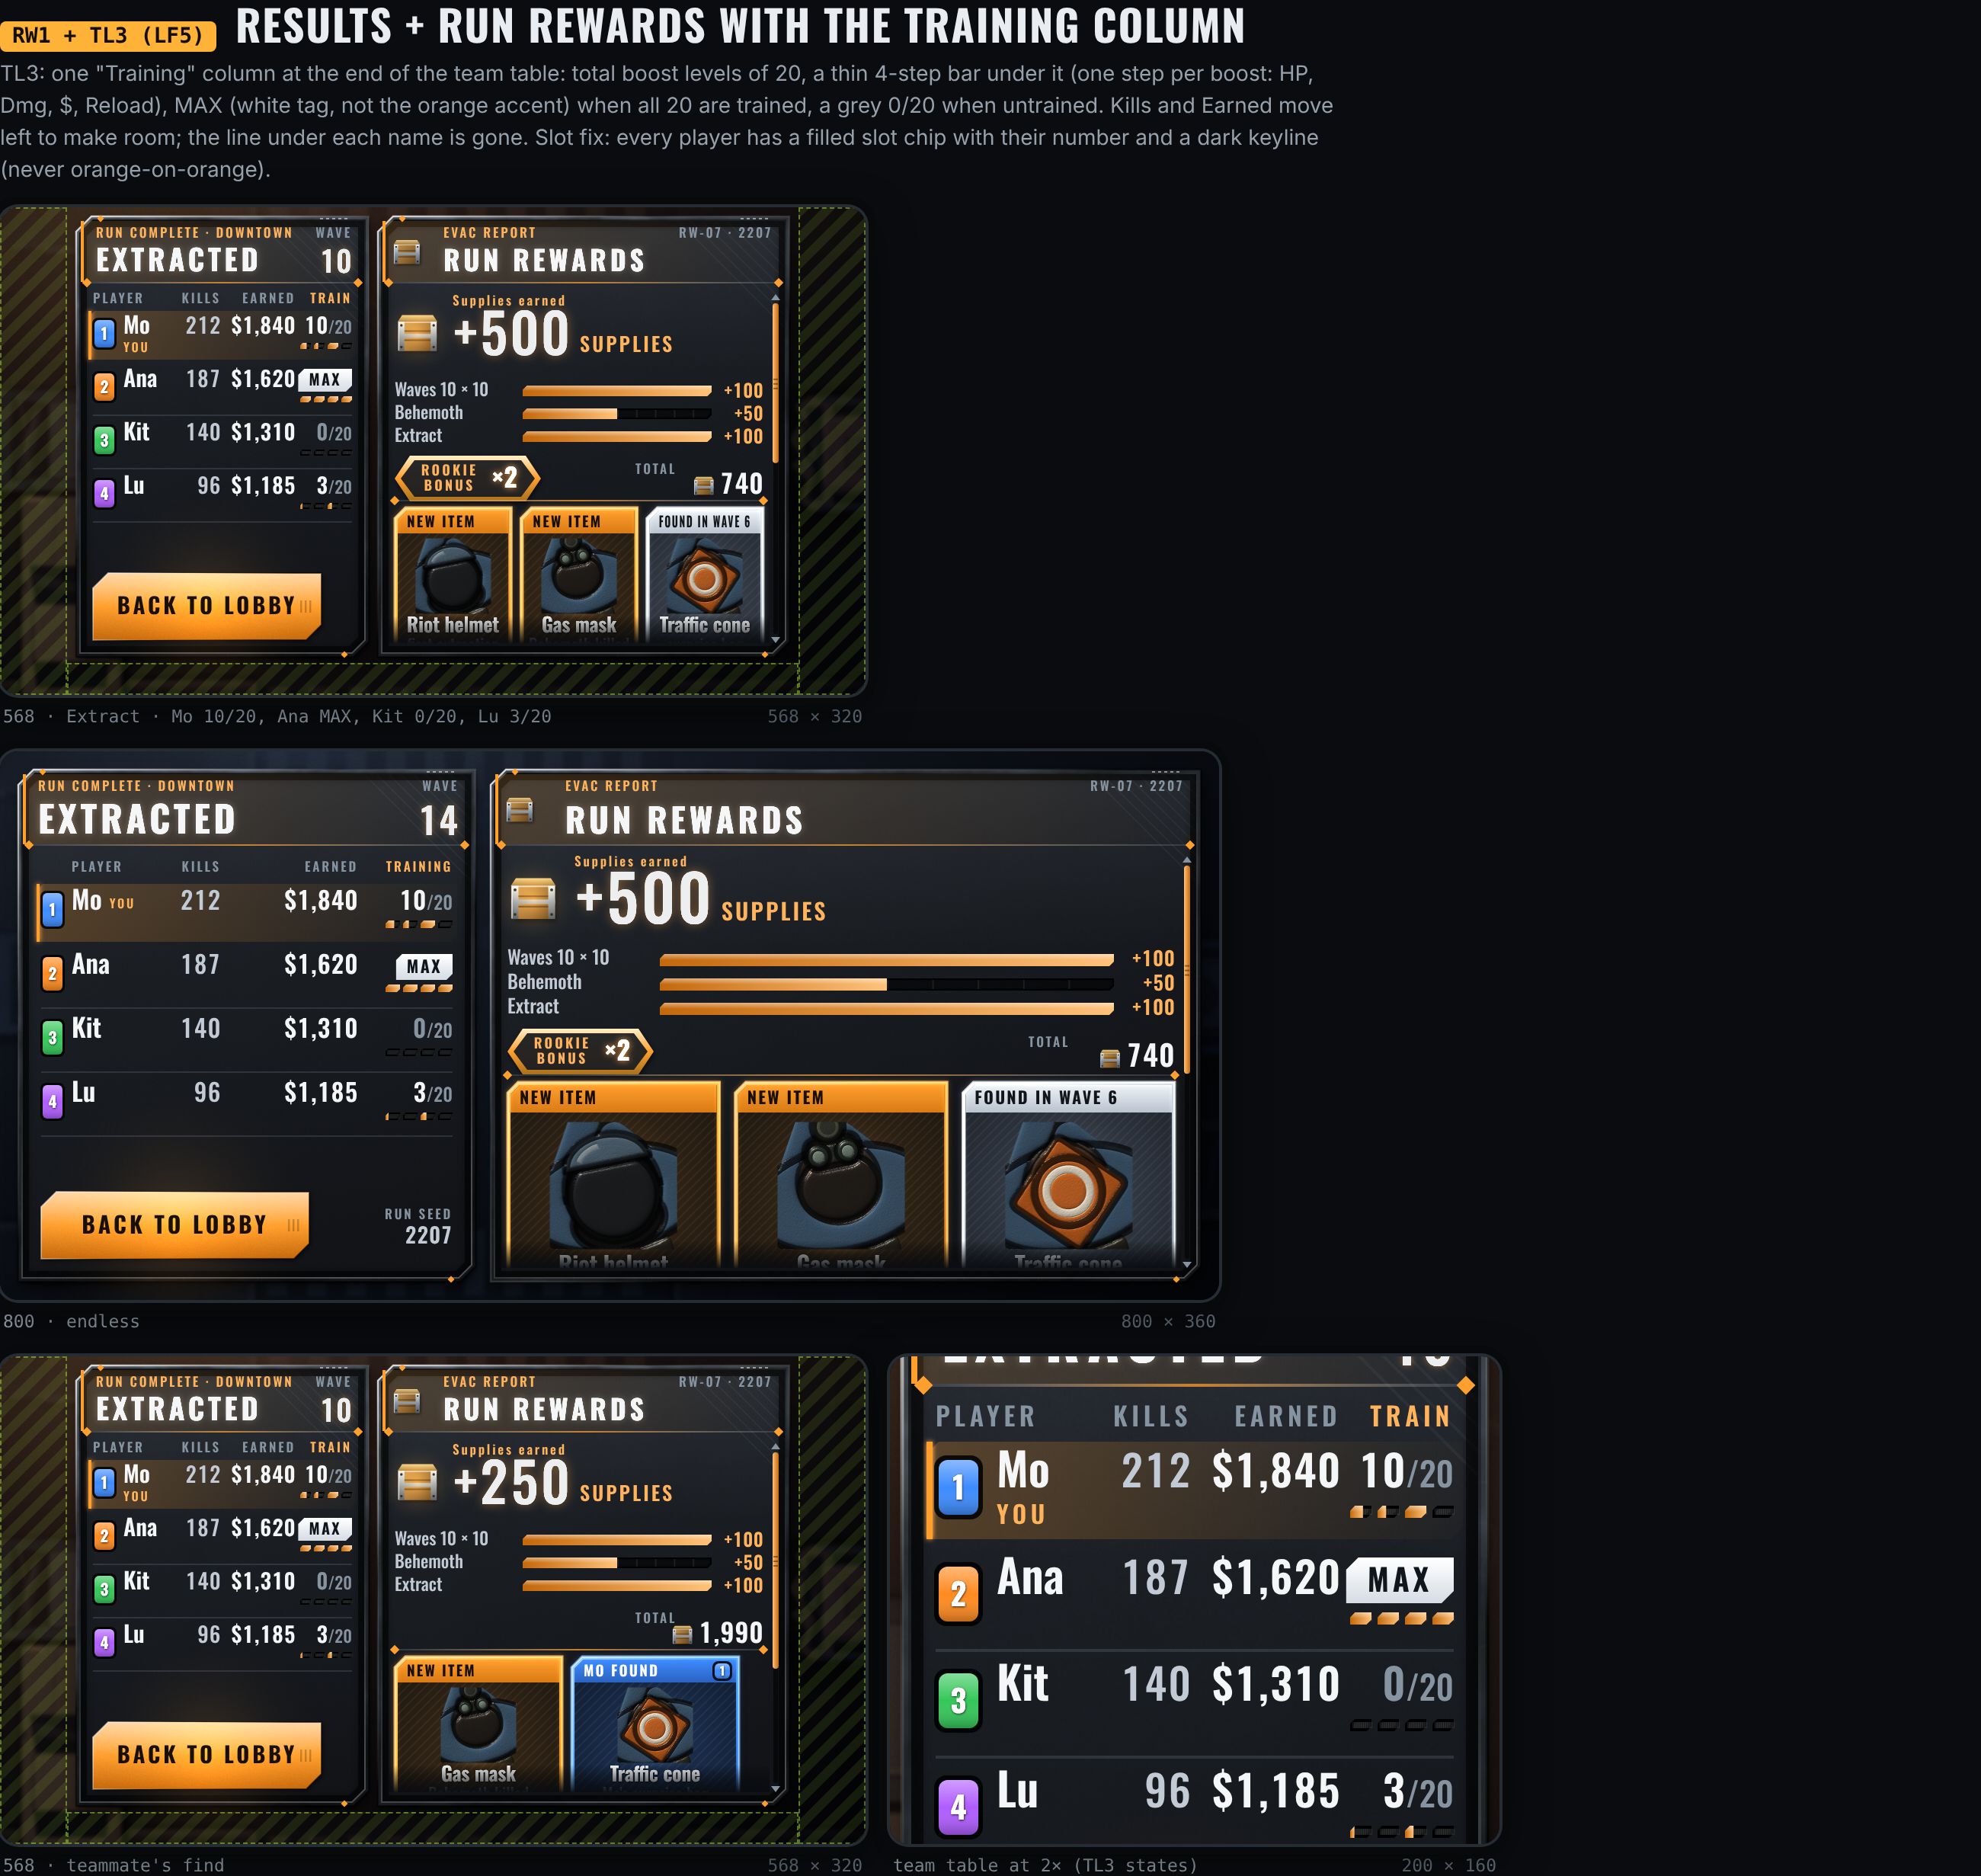 RW1 + TL3 (LF5)
RESULTS + RUN REWARDS WITH THE TRAINING COLUMN
TL3: one "Training" column at the end of the team table: total boost levels of 20, a thin 4-step bar under it (one step per boost: HP,
Dmg, $, Reload), MAX (white tag, not the orange accent) when all 20 are trained, a grey 0/20 when untrained. Kills and Earned move
left to make room; the line under each name is gone. Slot fix: every player has a filled slot chip with their number and a dark keyline
(never orange-on-orange).
RUN COMPLETE · DOWNTOWN WAVE
EXTRACTED 10
PLAYER KILLS EARNED TRAIN
1 Mo 212 $1,840 10/20
YOU
2 Ana 187 $1,620 MAX
3 Kit 140 $1,310 0/20
4 Lu 96 $1,185 3/20
BACK TO LOBBY
EVAC REPORT RW-07 · 2207
RUN REWARDS
Supplies earned
+500 SUPPLIES
Waves 10 × 10 +100
Behemoth +50
Extract +100
ROOKIE BONUS ×2
TOTAL 740
NEW ITEM NEW ITEM FOUND IN WAVE 6
Riot helmet Gas mask Traffic cone
568 · Extract · Mo 10/20, Ana MAX, Kit 0/20, Lu 3/20 568 × 320
RUN COMPLETE · DOWNTOWN WAVE
EXTRACTED 14
PLAYER KILLS EARNED TRAINING
1 Mo YOU 212 $1,840 10/20
2 Ana 187 $1,620 MAX
3 Kit 140 $1,310 0/20
4 Lu 96 $1,185 3/20
BACK TO LOBBY
RUN SEED
2207
EVAC REPORT RW-07 · 2207
RUN REWARDS
Supplies earned
+500 SUPPLIES
Waves 10 × 10 +100
Behemoth +50
Extract +100
ROOKIE BONUS ×2
TOTAL 740
NEW ITEM NEW ITEM FOUND IN WAVE 6
Riot helmet Gas mask Traffic cone
800 · endless 800 × 360
RUN COMPLETE · DOWNTOWN WAVE
EXTRACTED 10
PLAYER KILLS EARNED TRAIN
1 Mo 212 $1,840 10/20
YOU
2 Ana 187 $1,620 MAX
3 Kit 140 $1,310 0/20
4 Lu 96 $1,185 3/20
BACK TO LOBBY
EVAC REPORT RW-07 · 2207
RUN REWARDS
Supplies earned
+250 SUPPLIES
Waves 10 × 10 +100
Behemoth +50
Extract +100
TOTAL 1,990
NEW ITEM MO FOUND 1
Gas mask Traffic cone
568 · teammate's find 568 × 320
EXTRACTED 10
PLAYER KILLS EARNED TRAIN
1 Mo 212 $1,840 10/20
YOU
2 Ana 187 $1,620 MAX
3 Kit 140 $1,310 0/20
4 Lu 96 $1,185 3/20
team table at 2× (TL3 states) 200 × 160